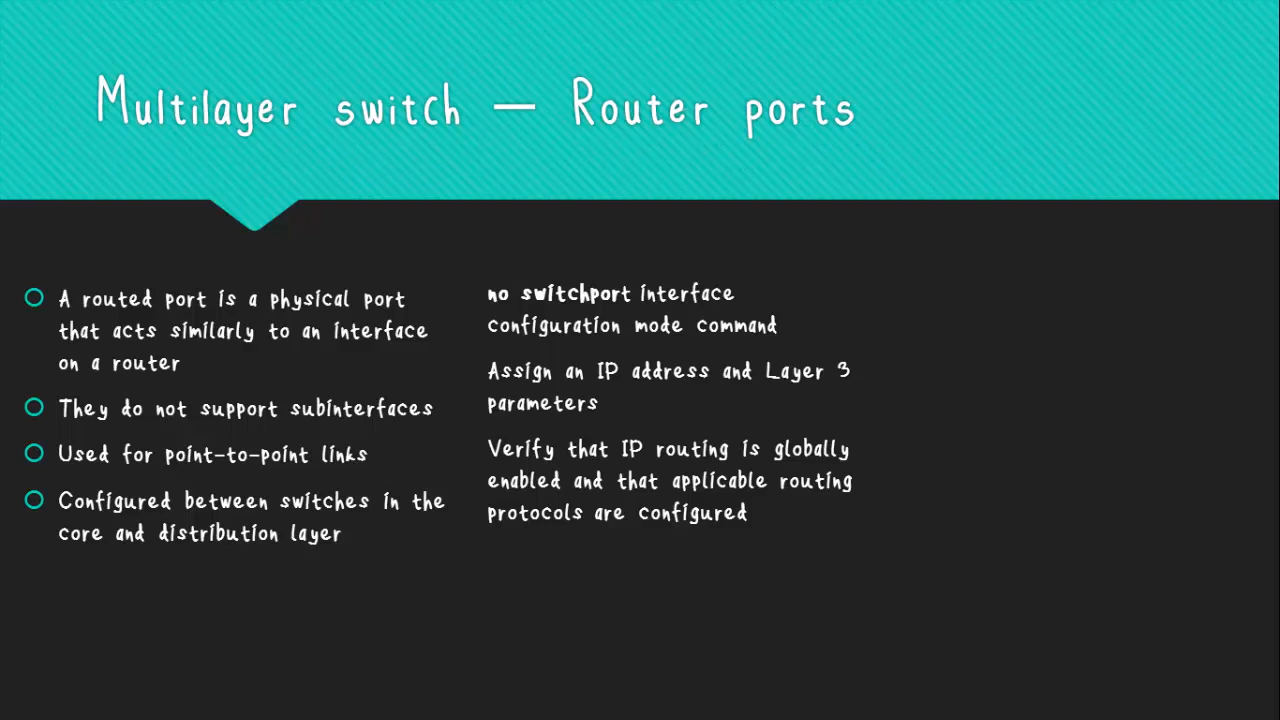 Multilayer switch — Router ports
A routed port is a physical port
that acts similarly to an interface
on a router
They do not support subinterfaces
Used for point-to-point links
Configured between switches in the
core and distribution layer
no switchport interface
configuration mode command
Assign an IP address and Layer 3
parameters
Verify that IP routing is globally
enabled and that applicable routing
protocols are configured